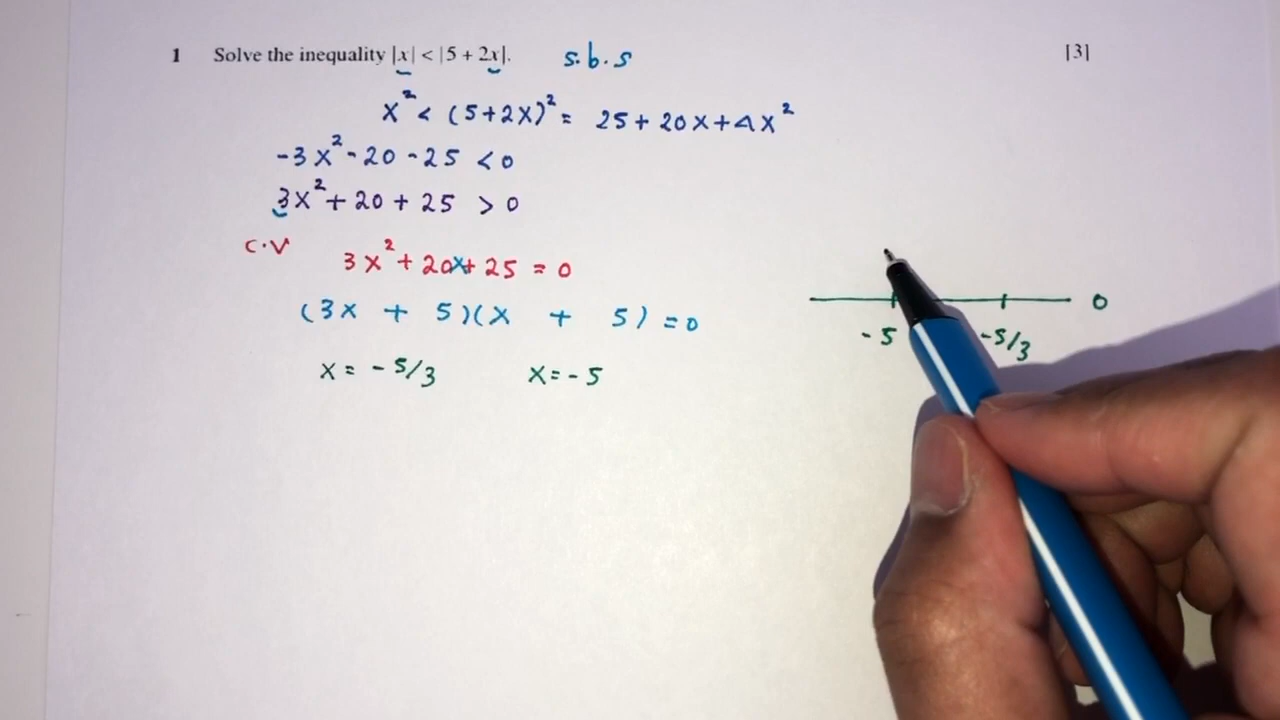 1 Solve the inequality |x| < |5 + 2x|. s.b.s [3]
x² < (5+2x)² = 25 + 20x + 4x²
-3x² - 20 - 25 < 0
3x² + 20 + 25 > 0
C.V 3x² + 20x + 25 = 0
(3x + 5)(x + 5) = 0
x = -5/3 x = -5
0
-5 -5/3